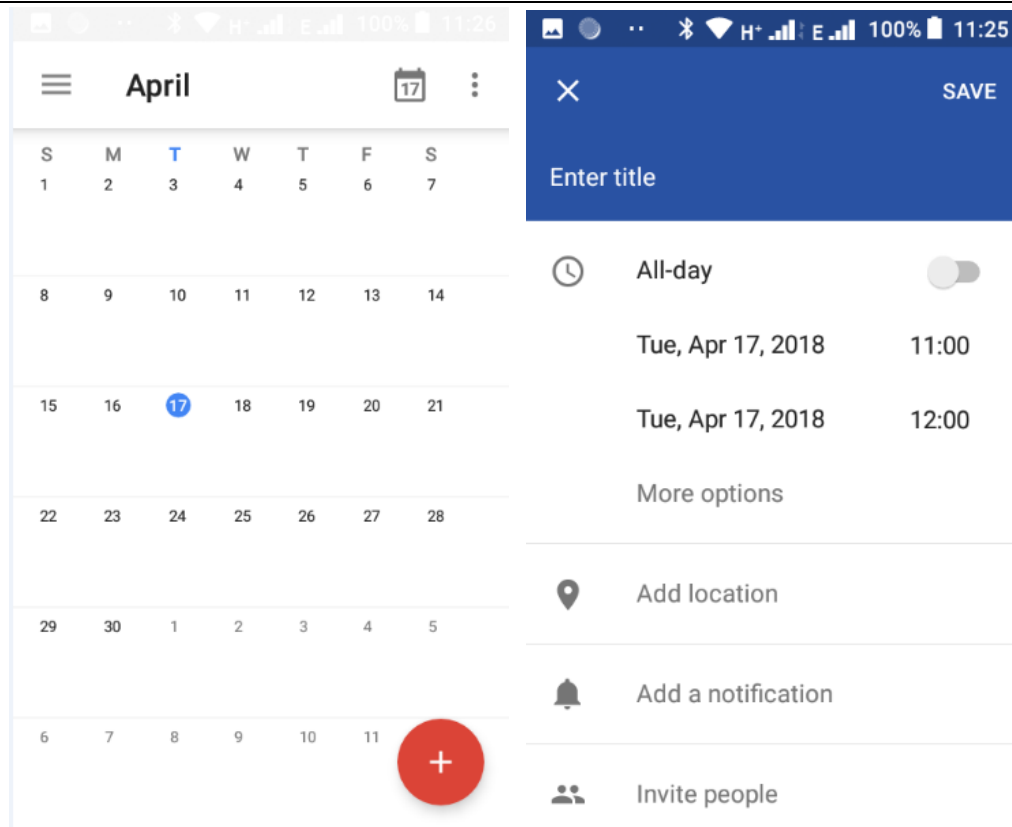 H+ E 100% 11:26
April 17
S M T W T F S
1 2 3 4 5 6 7
8 9 10 11 12 13 14
15 16 17 18 19 20 21
22 23 24 25 26 27 28
29 30 1 2 3 4 5
6 7 8 9 10 11
H+ E 100% 11:25
SAVE
Enter title
All-day
Tue, Apr 17, 2018 11:00
Tue, Apr 17, 2018 12:00
More options
Add location
Add a notification
Invite people